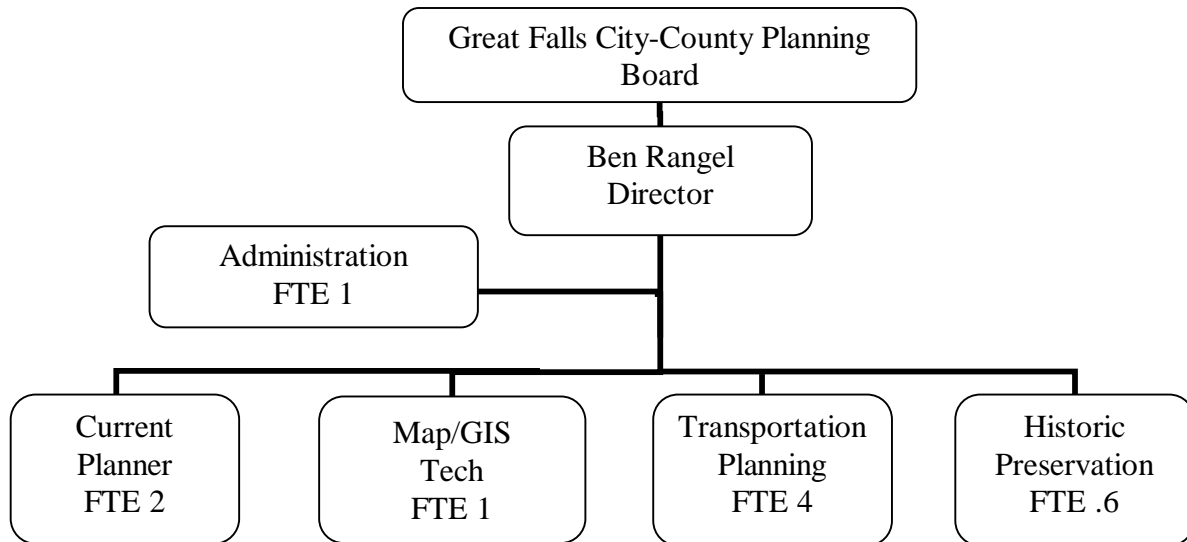 Great Falls City-County Planning
Board
Ben Rangel
Director
Administration
FTE 1
Current
Planner
FTE 2
Map/GIS
Tech
FTE 1
Transportation
Planning
FTE 4
Historic
Preservation
FTE .6